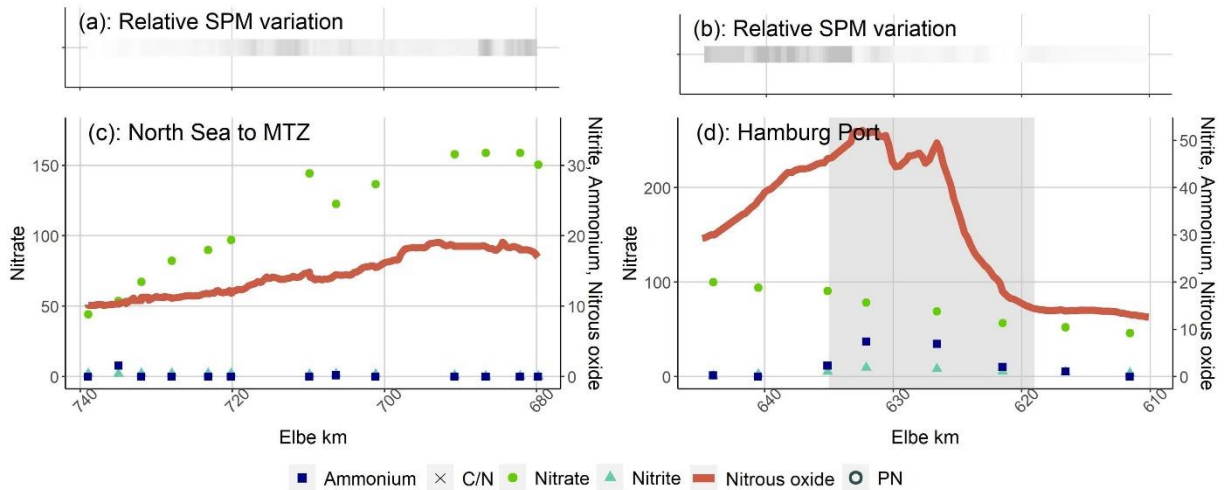 (a): Relative SPM variation
(b): Relative SPM variation
(c): North Sea to MTZ
150
100
50
0
Nitrate
30
20
10
0
Nitrite, Ammonium, Nitrous oxide
740
720
700
680
Elbe km
(d): Hamburg Port
200
100
0
Nitrate
50
40
30
20
10
0
Nitrite, Ammonium, Nitrous oxide
640
630
620
610
Elbe km
Ammonium C/N Nitrate Nitrite Nitrous oxide PN